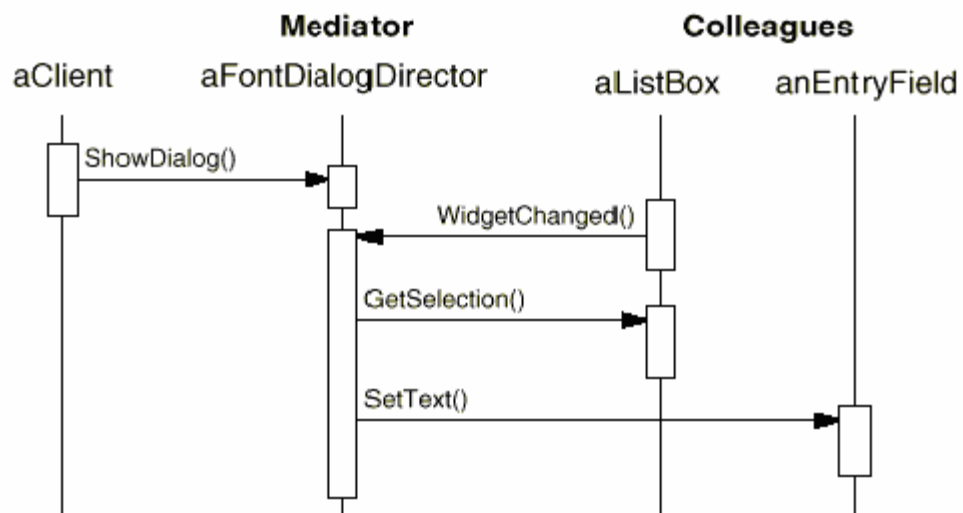 Mediator
Colleagues
aClient
aFontDialogDirector
aListBox
anEntryField
ShowDialog()
WidgetChanged()
GetSelection()
SetText()